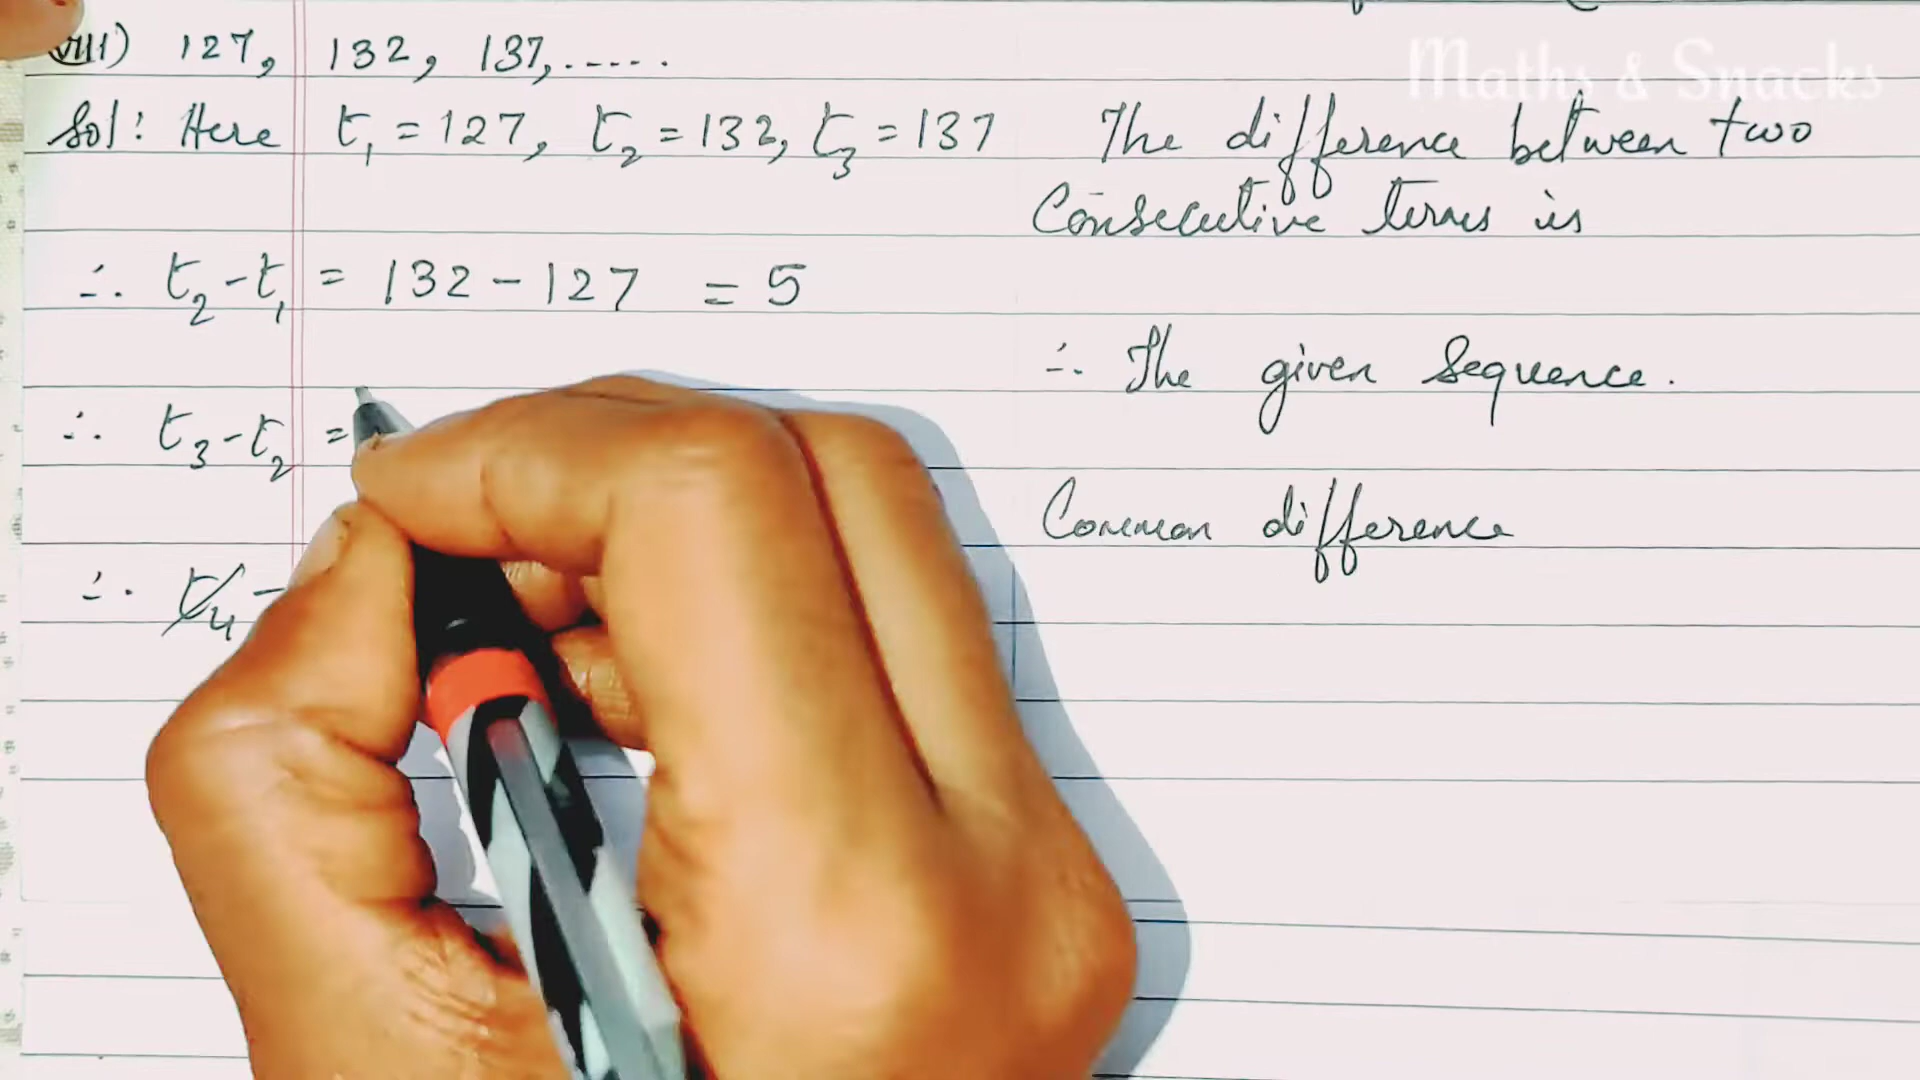 viii) 127, 132, 137, .....
Sol: Here t₁ = 127, t₂ = 132, t₃ = 137
∴ t₂ - t₁ = 132 - 127 = 5
∴ t₃ - t₂ =
∴ t₄ -
Maths & Snacks
The difference between two
Consecutive terms is
∴ The given Sequence.
Common difference